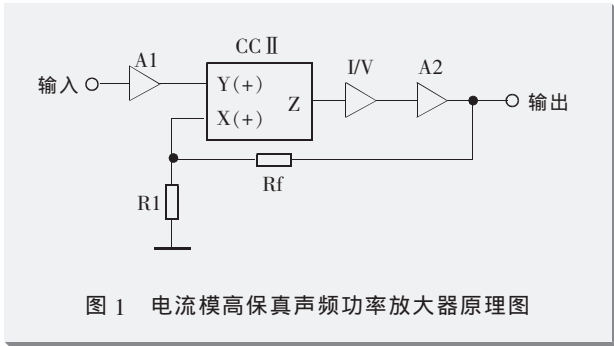 CCⅡ
A1
I/V
A2
输入
Y(+)
Z
X(+)
输出
Rf
R1
图 1 电流模高保真声频功率放大器原理图